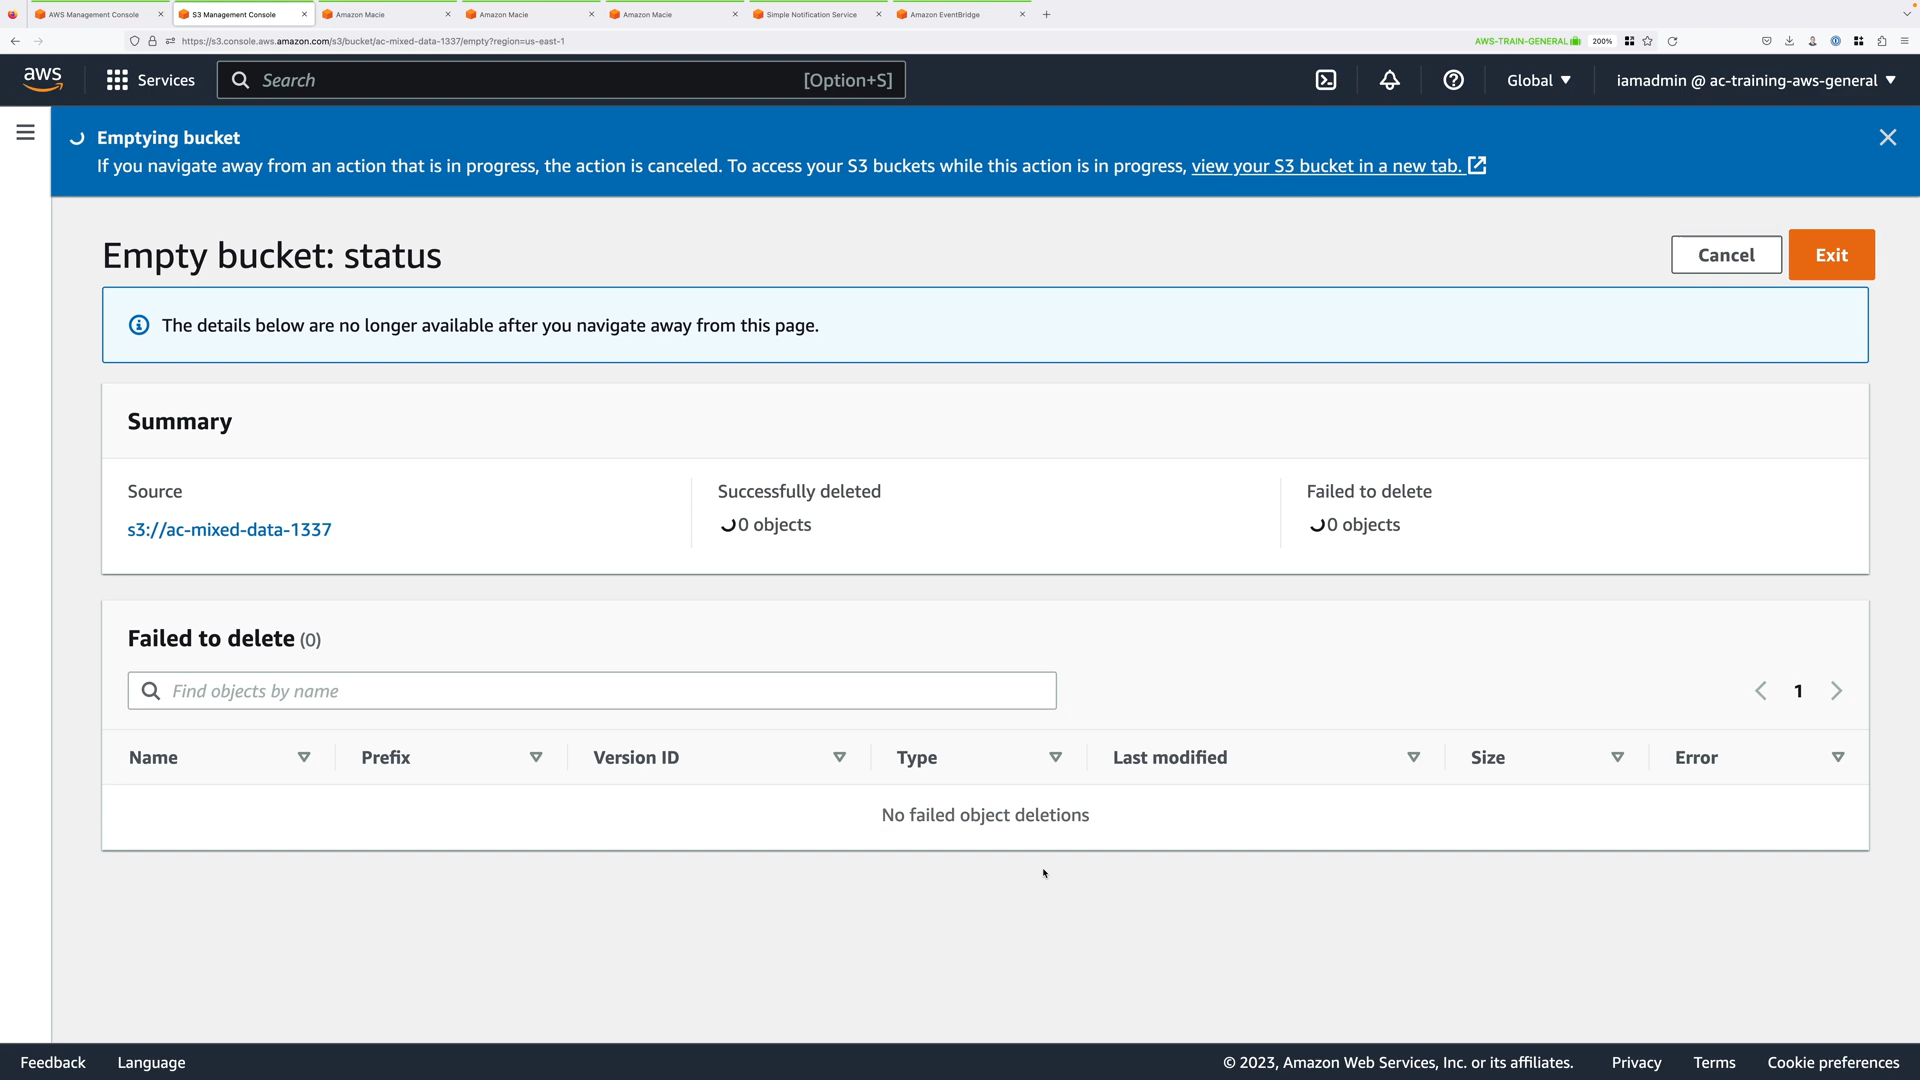 AWS Management Console
S3 Management Console
Amazon Macie
Amazon Macie
Amazon Macie
Simple Notification Service
Amazon EventBridge
https://s3.console.aws.amazon.com/s3/bucket/ac-mixed-data-1337/empty?region=us-east-1
AWS-TRAIN-GENERAL
200%
aws
Services
Search
[Option+S]
Global
iamadmin @ ac-training-aws-general
Emptying bucket
If you navigate away from an action that is in progress, the action is canceled. To access your S3 buckets while this action is in progress, view your S3 bucket in a new tab.
Empty bucket: status
Cancel
Exit
The details below are no longer available after you navigate away from this page.
Summary
Source
s3://ac-mixed-data-1337
Successfully deleted
0 objects
Failed to delete
0 objects
Failed to delete (0)
Find objects by name
1
Name
Prefix
Version ID
Type
Last modified
Size
Error
No failed object deletions
Feedback
Language
© 2023, Amazon Web Services, Inc. or its affiliates.
Privacy
Terms
Cookie preferences